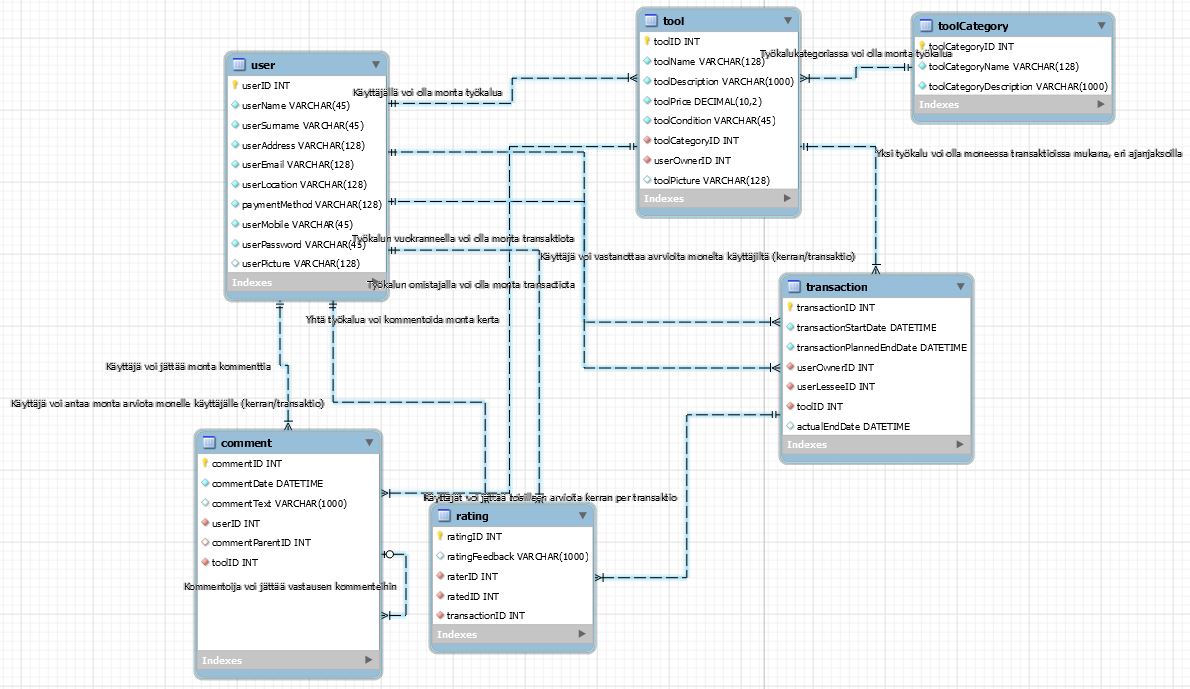 tool
toolID INT
toolName VARCHAR(128)
toolDescription VARCHAR(1000)
toolPrice DECIMAL(10,2)
toolCondition VARCHAR(45)
toolCategoryID INT
userOwnerID INT
toolPicture VARCHAR(128)
Indexes
toolCategory
toolCategoryID INT
toolCategoryName VARCHAR(128)
toolCategoryDescription VARCHAR(1000)
Indexes
Työkalukategoriassa voi olla monta työkalua
user
userID INT
userName VARCHAR(45)
userSurname VARCHAR(45)
userAddress VARCHAR(128)
userEmail VARCHAR(128)
userLocation VARCHAR(128)
paymentMethod VARCHAR(128)
userMobile VARCHAR(45)
userPassword VARCHAR(45)
userPicture VARCHAR(128)
Indexes
Käyttäjällä voi olla monta työkalua
Yksi työkalu voi olla moneessa transaktioissa mukana, eri ajanjaksoilla
Työkalun vuokranneella voi olla monta transaktiota
Käyttäjä voi vastanottaa avrvioita monelta käyttäjiltä (kerran/transaktio)
Työkalun omistajalla voi olla monta transactiota
Yhtä työkalua voi kommentoida monta kerta
Käyttäjä voi jättää monta kommenttia
Käyttäjä voi antaa monta arviota monelle käyttäjälle (kerran/transaktio)
transaction
transactionID INT
transactionStartDate DATETIME
transactionPlannedEndDate DATETIME
userOwnerID INT
userLesseeID INT
toolID INT
actualEndDate DATETIME
Indexes
comment
commentID INT
commentDate DATETIME
commentText VARCHAR(1000)
userID INT
commentParentID INT
toolID INT
Indexes
Kommentoija voi jättää vastausen kommenteihin
Käyttäjät voi jättää toisilleen arvioita kerran per transaktio
rating
ratingID INT
ratingFeedback VARCHAR(1000)
raterID INT
ratedID INT
transactionID INT
Indexes